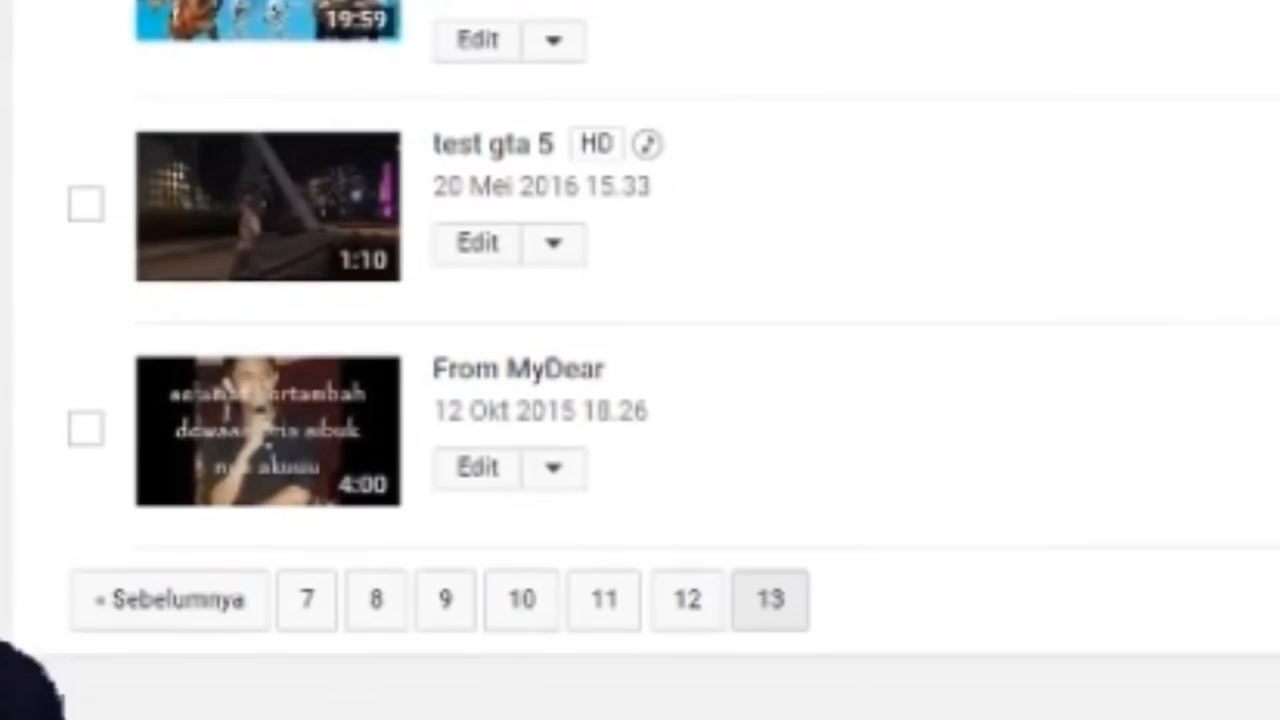 19:59
Edit
test gta 5 HD
20 Mei 2016 15.33
1:10
Edit
From MyDear
12 Okt 2015 18.26
4:00
Edit
« Sebelumnya 7 8 9 10 11 12 13